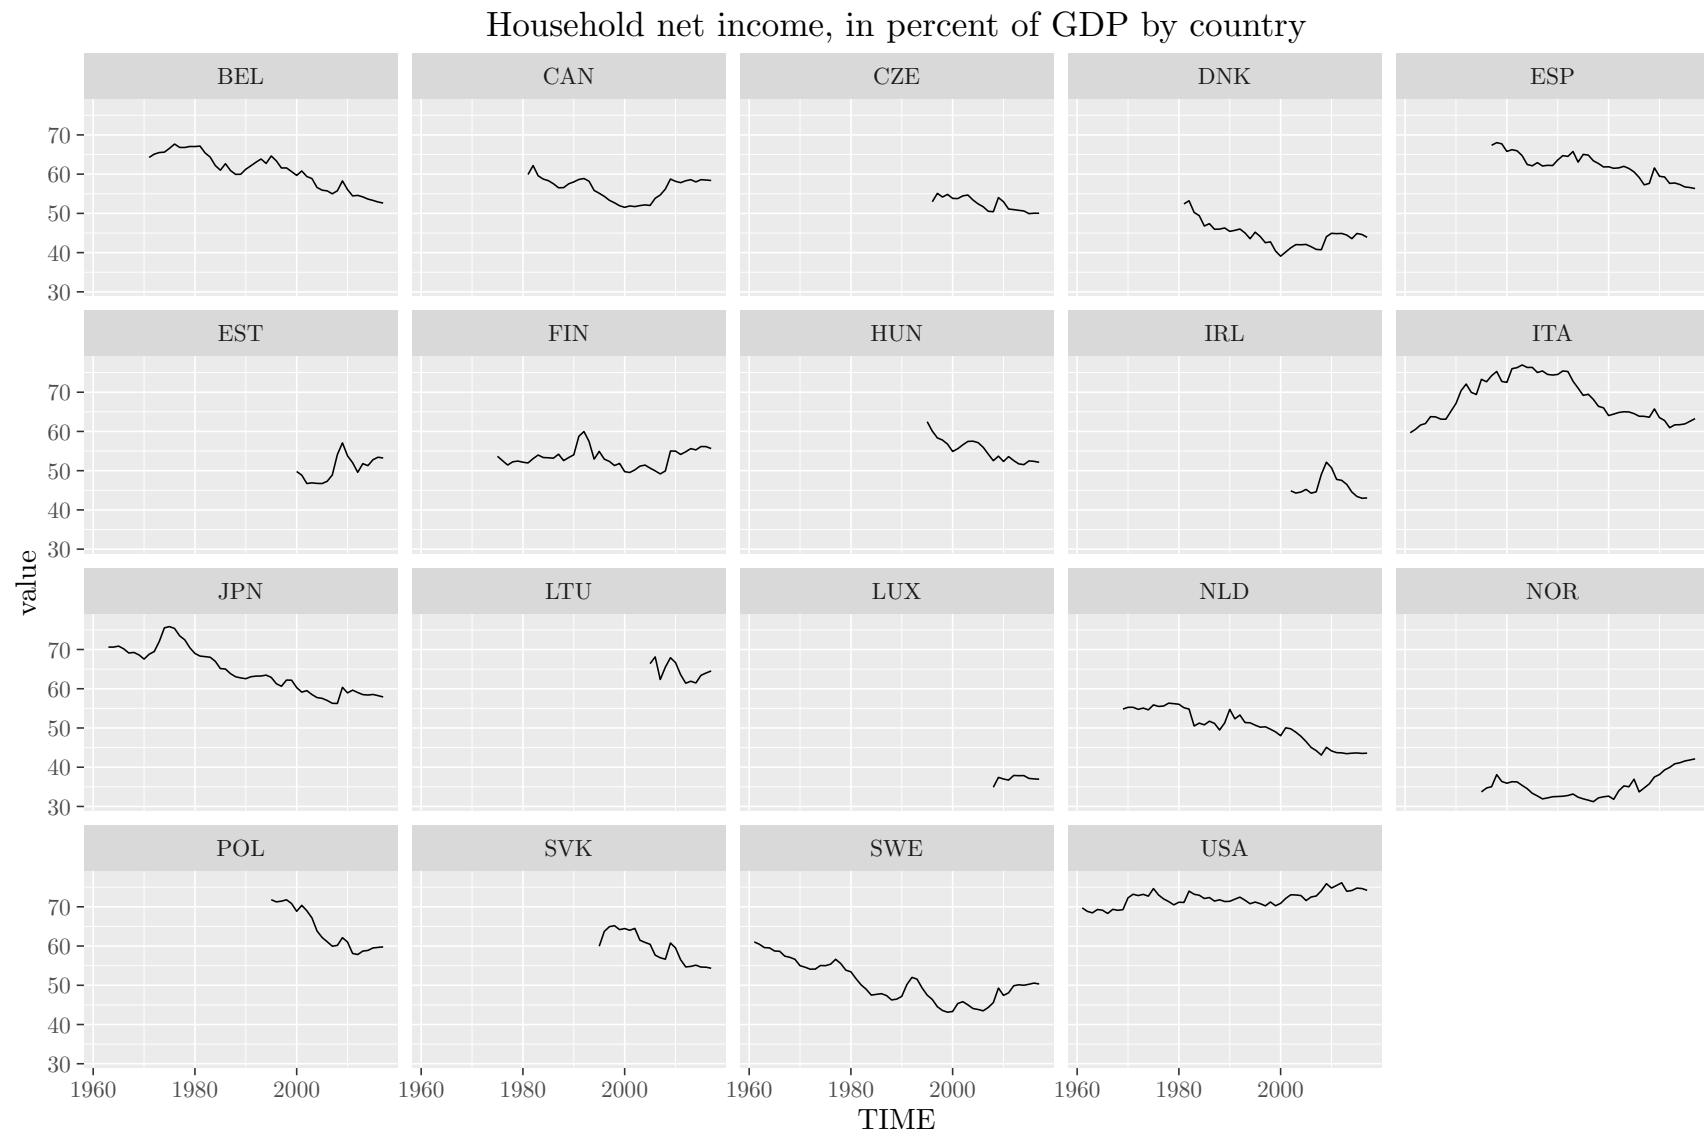 Household net income, in percent of GDP by country
BEL CAN CZE DNK ESP
70
60
50
40
30
EST FIN HUN IRL ITA
70
60
50
40
30
value
JPN LTU LUX NLD NOR
70
60
50
40
30
POL SVK SWE USA
70
60
50
40
30
1960 1980 2000 1960 1980 2000 1960 1980 2000 1960 1980 2000
TIME